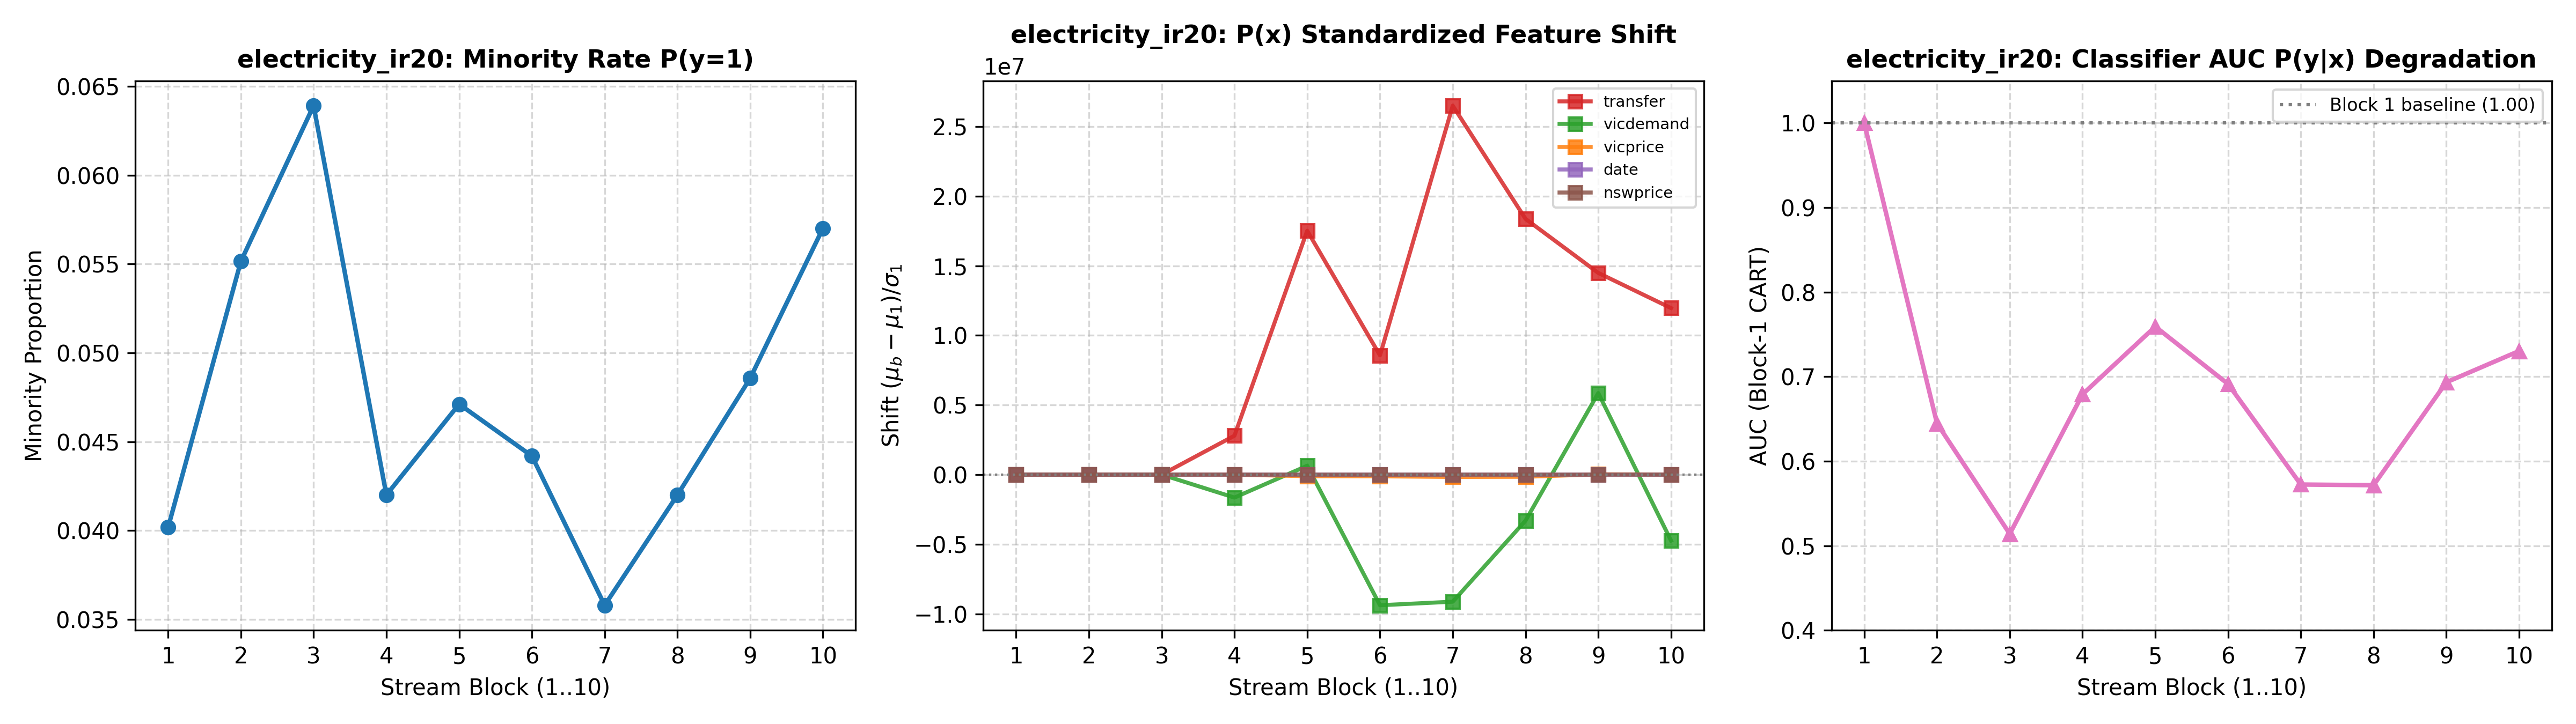 electricity_ir20: Minority Rate P(y=1)
0.065
0.060
0.055
0.050
0.045
0.040
0.035
Minority Proportion
1 2 3 4 5 6 7 8 9 10
Stream Block (1..10)
electricity_ir20: P(x) Standardized Feature Shift
1e7
2.5
2.0
1.5
1.0
0.5
0.0
−0.5
−1.0
Shift (μb − μ1)/σ1
transfer
vicdemand
vicprice
date
nswprice
1 2 3 4 5 6 7 8 9 10
Stream Block (1..10)
electricity_ir20: Classifier AUC P(y|x) Degradation
1.0
0.9
0.8
0.7
0.6
0.5
0.4
AUC (Block-1 CART)
Block 1 baseline (1.00)
1 2 3 4 5 6 7 8 9 10
Stream Block (1..10)